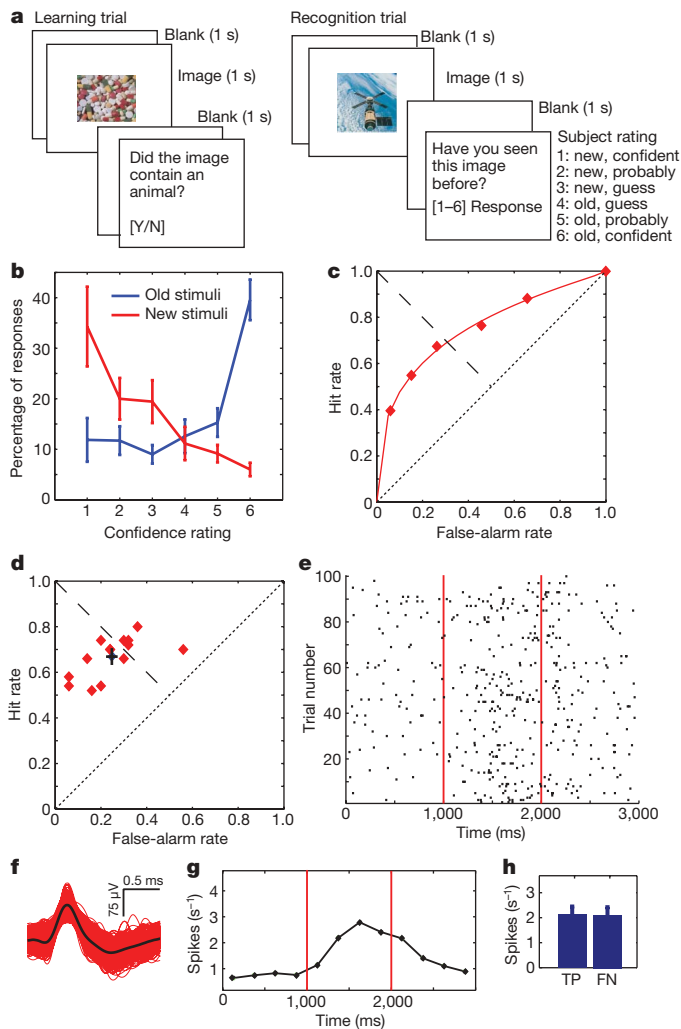 a
Learning trial
Blank (1 s)
Image (1 s)
Blank (1 s)
Did the image
contain an
animal?
[Y/N]
Recognition trial
Blank (1 s)
Image (1 s)
Blank (1 s)
Have you seen
this image
before?
[1–6] Response
Subject rating
1: new, confident
2: new, probably
3: new, guess
4: old, guess
5: old, probably
6: old, confident
b
Old stimuli
New stimuli
Percentage of responses
40
30
20
10
0
1 2 3 4 5 6
Confidence rating
c
Hit rate
1.0
0.8
0.6
0.4
0.2
0
0 0.2 0.4 0.6 0.8 1.0
False-alarm rate
d
Hit rate
1.0
0.8
0.6
0.4
0.2
0
0 0.2 0.4 0.6 0.8 1.0
False-alarm rate
e
Trial number
100
80
60
40
20
0 1,000 2,000 3,000
Time (ms)
f
75 µV
0.5 ms
g
Spikes (s⁻¹)
4
3
2
1
0 1,000 2,000
Time (ms)
h
Spikes (s⁻¹)
3
2
1
0
TP FN